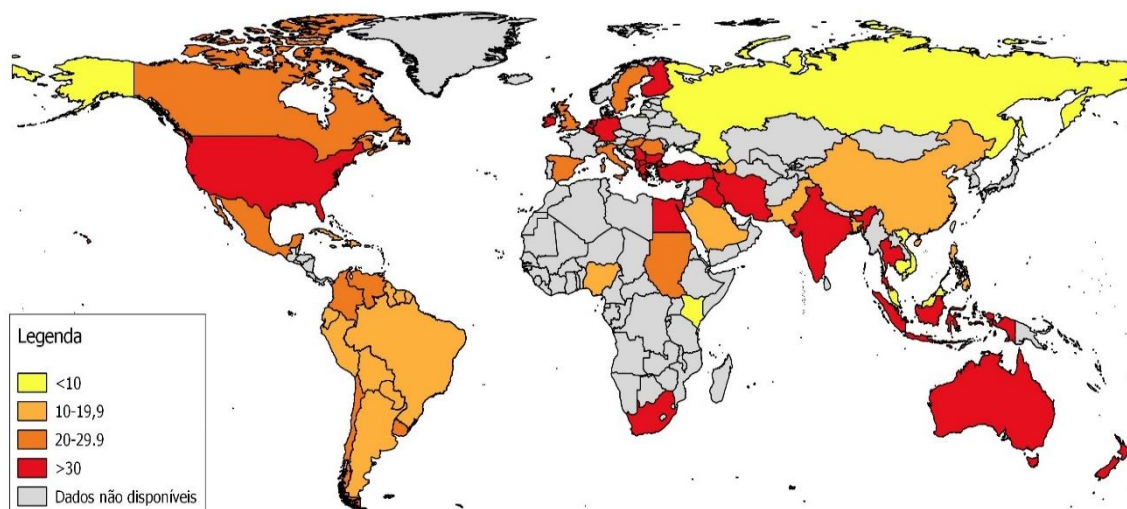 Legenda
<10
10-19,9
20-29.9
>30
Dados não disponíveis